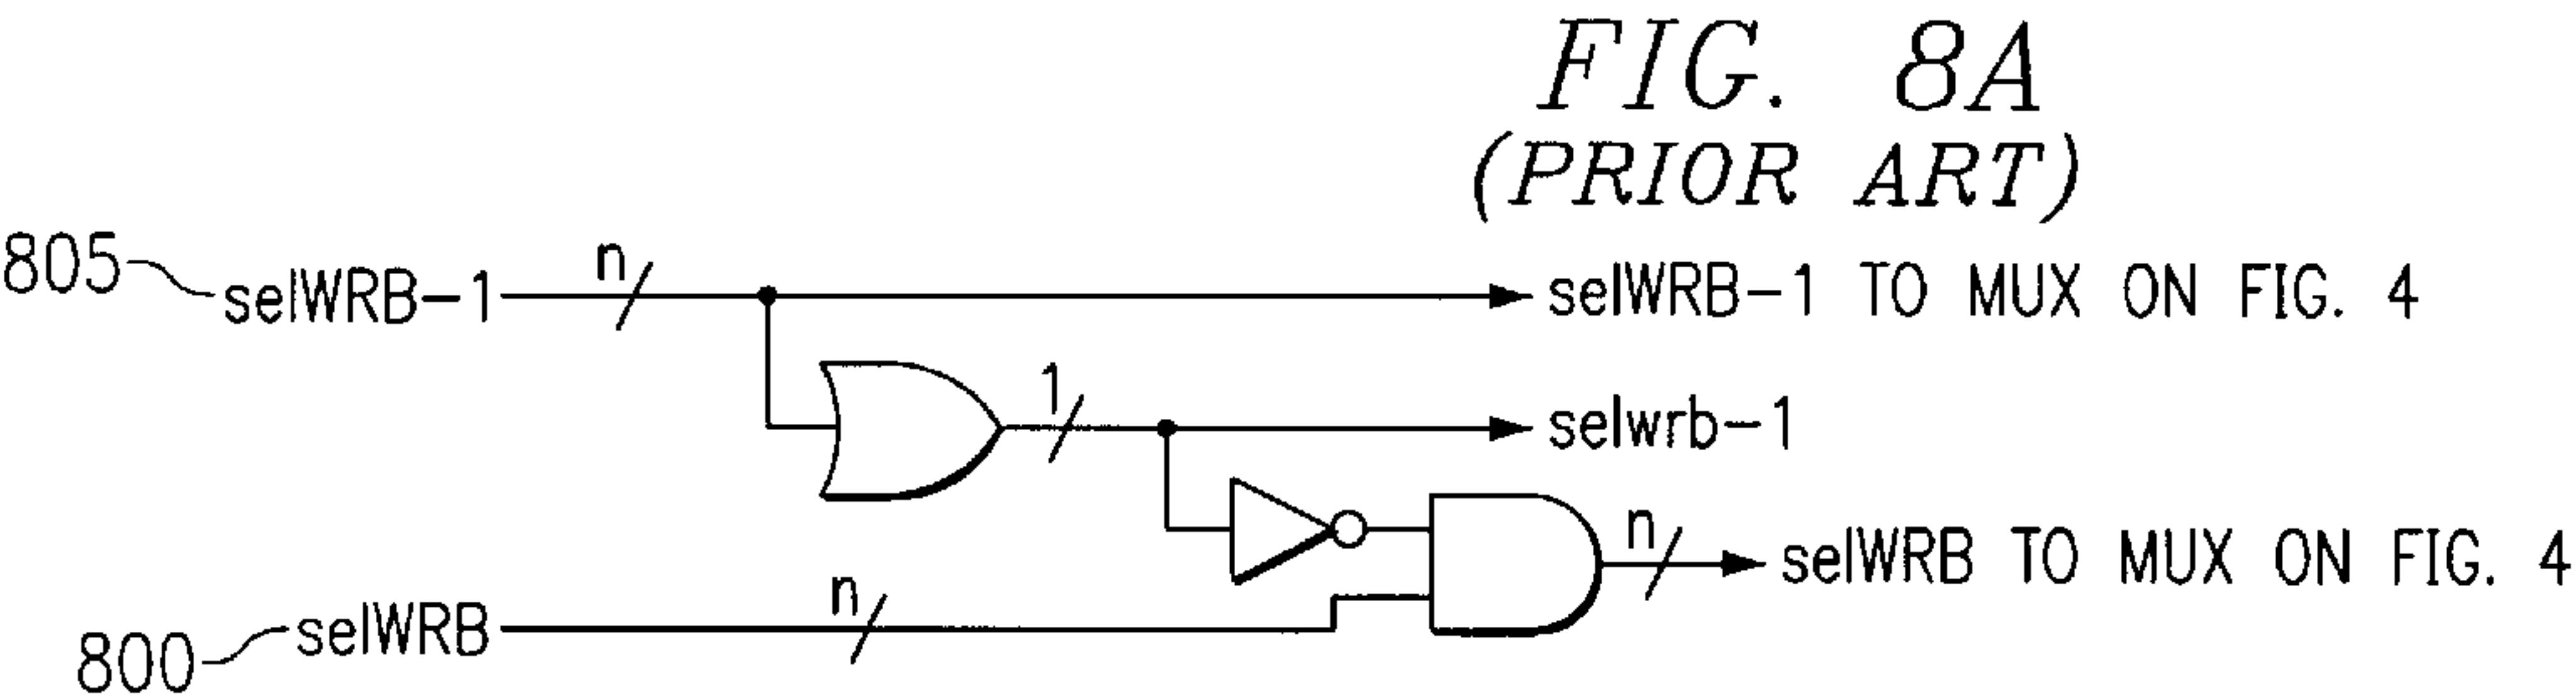 FIG. 8A
(PRIOR ART)
805 selWRB-1 n selWRB-1 TO MUX ON FIG. 4
1 selwrb-1
n selWRB TO MUX ON FIG. 4
800 selWRB n